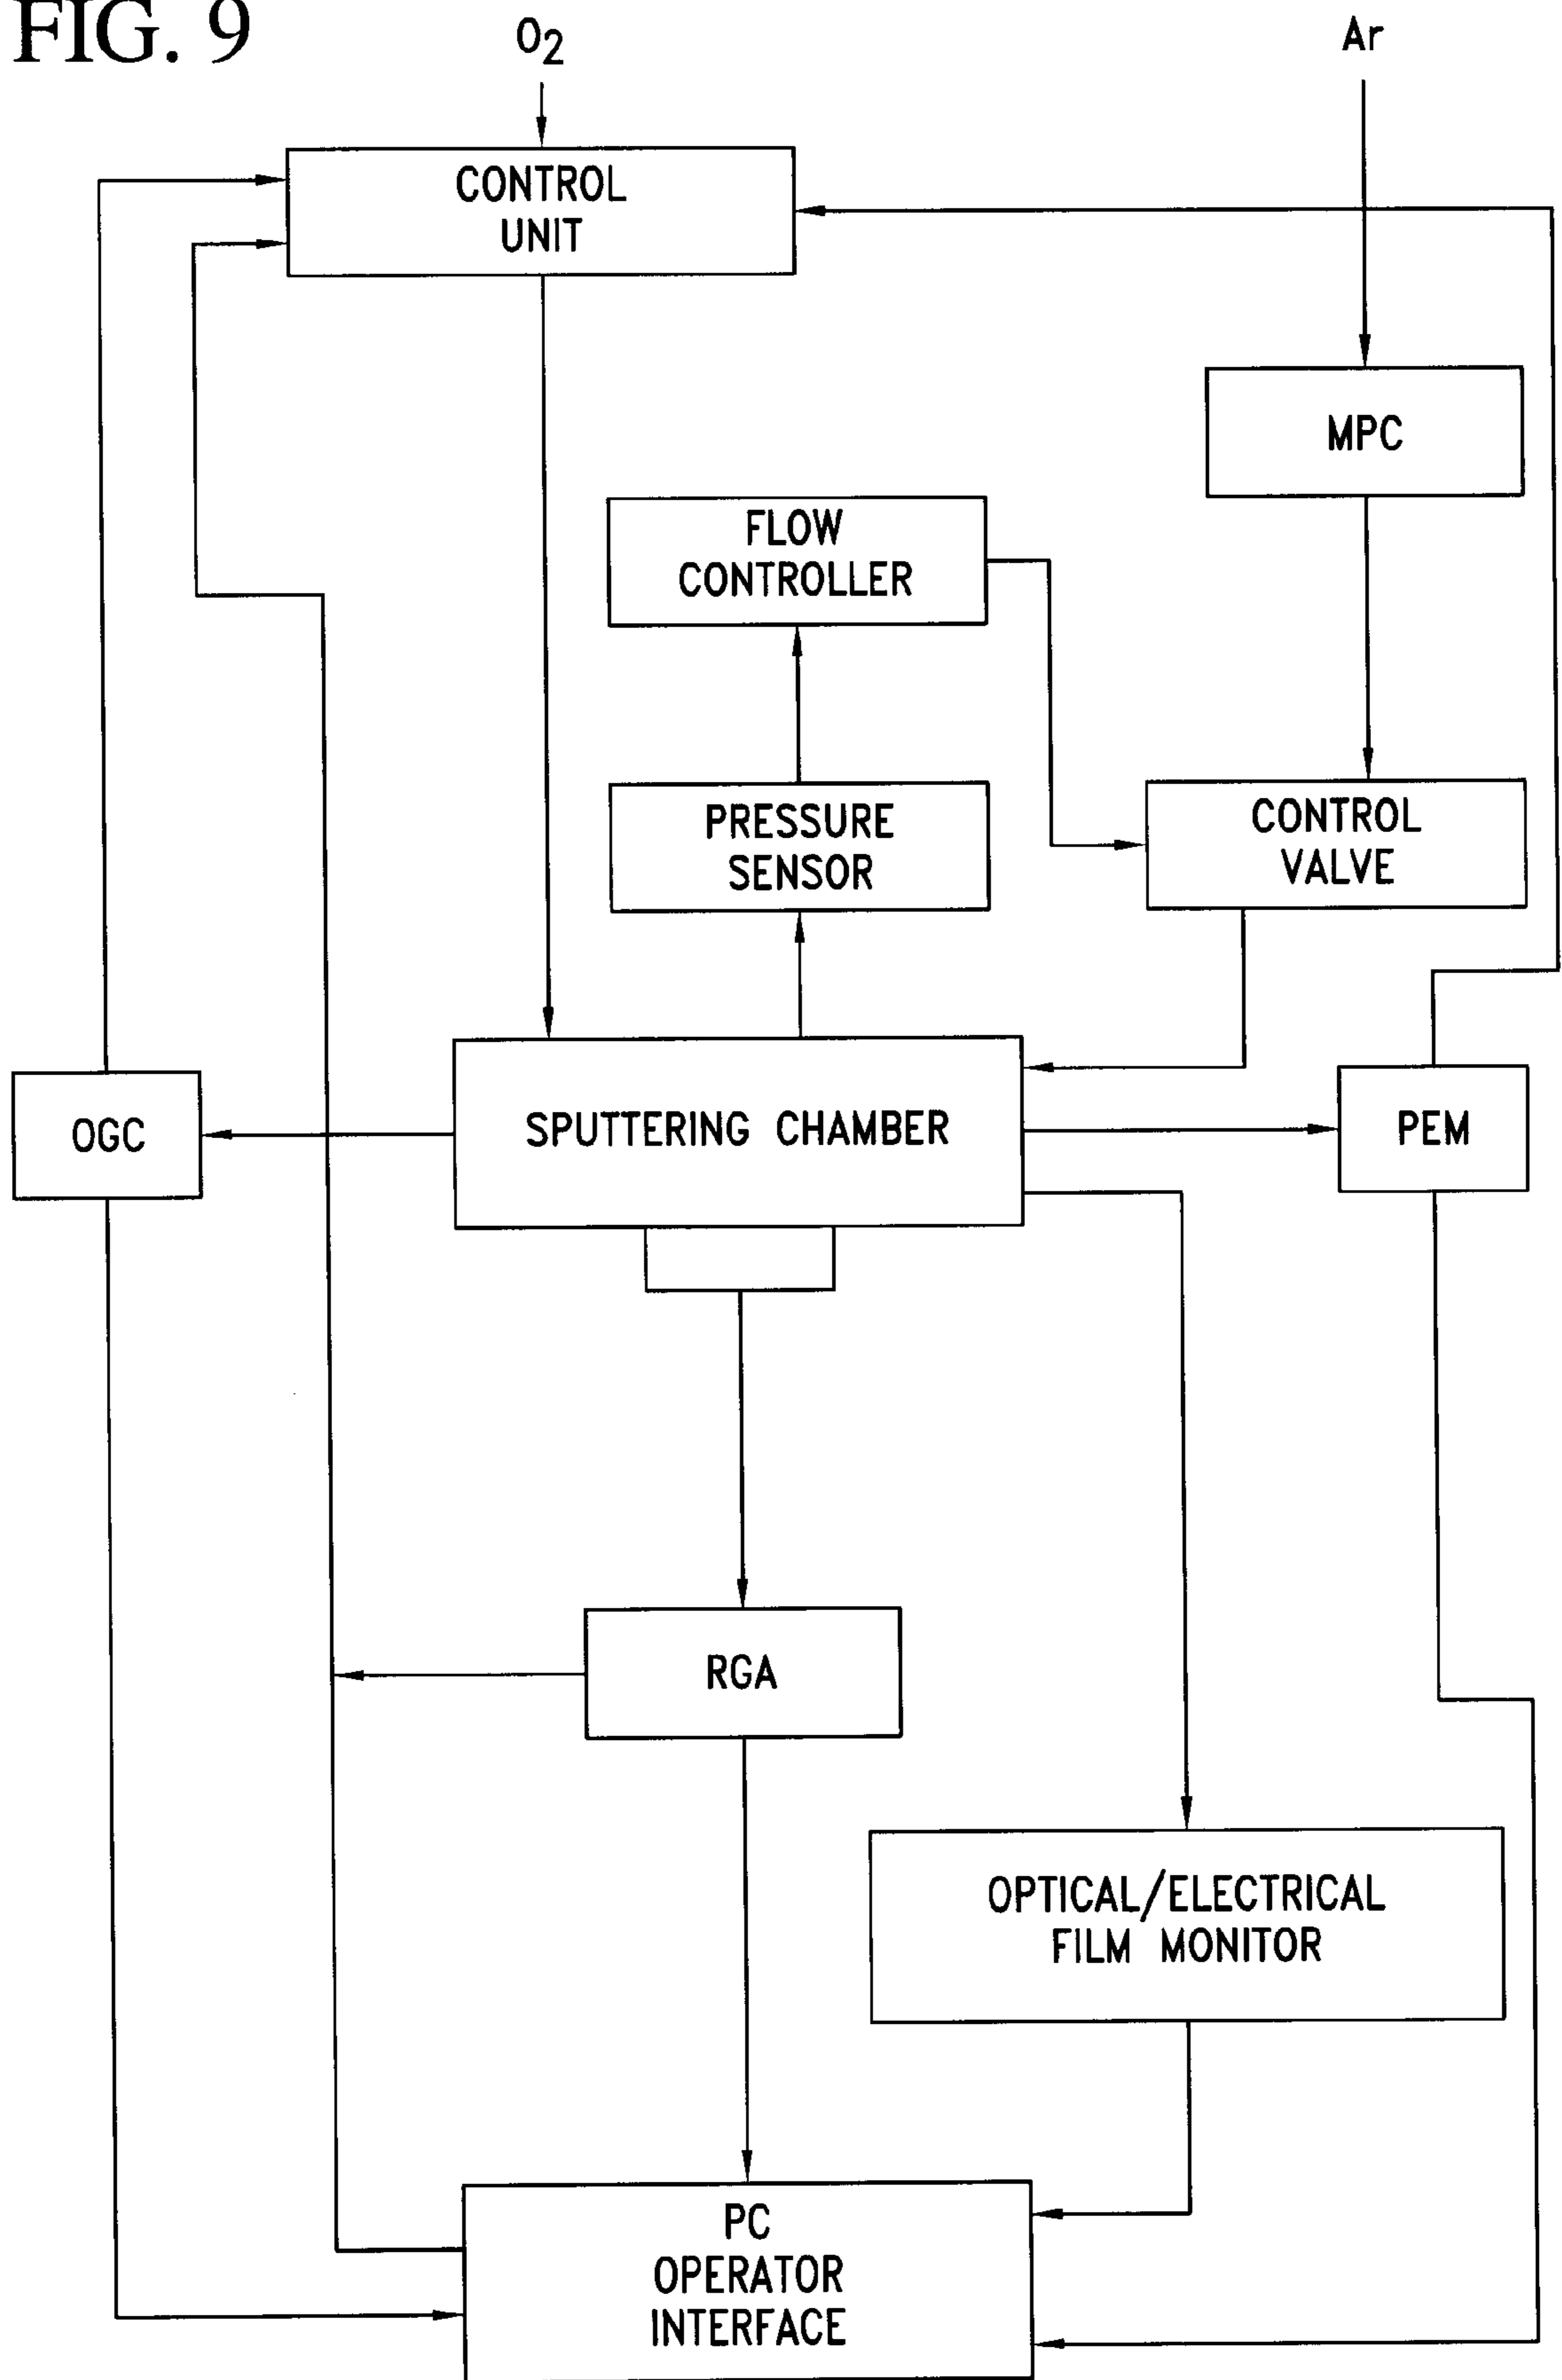 FIG. 9
O2
Ar
CONTROL
UNIT
MPC
FLOW
CONTROLLER
PRESSURE
SENSOR
CONTROL
VALVE
OGC
SPUTTERING CHAMBER
PEM
RGA
OPTICAL/ELECTRICAL
FILM MONITOR
PC
OPERATOR
INTERFACE